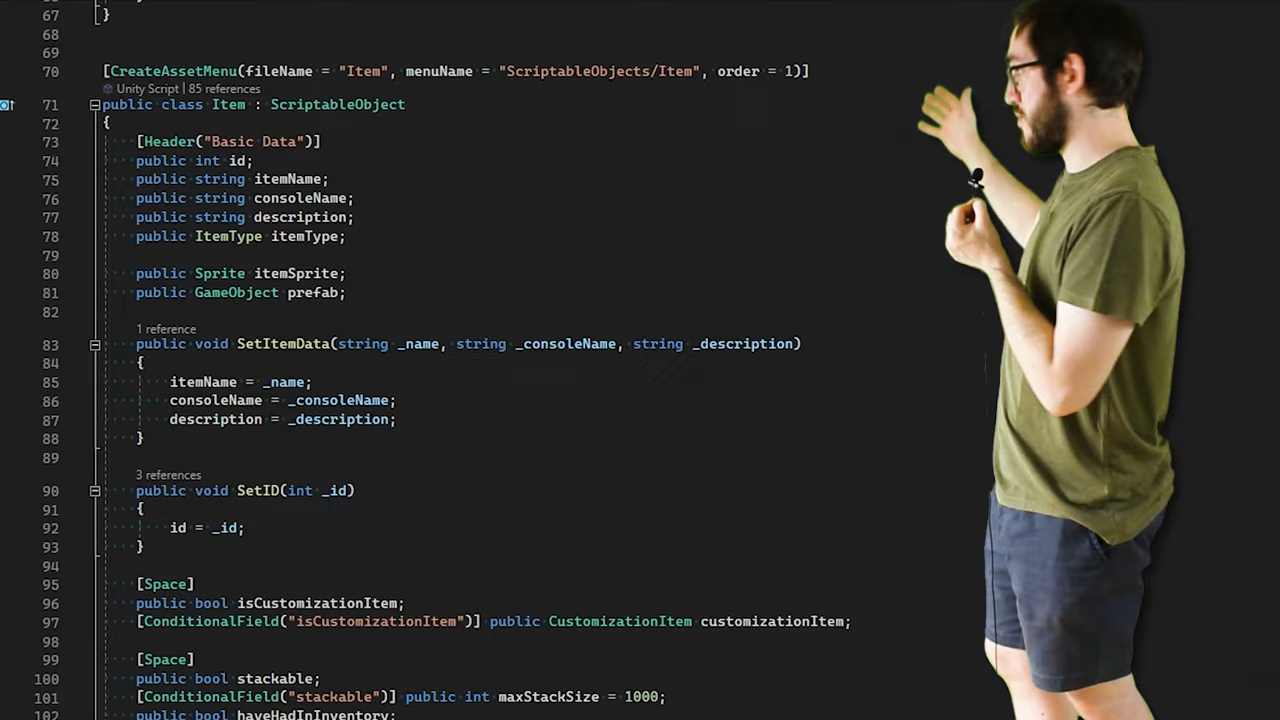 67 }
68
69
70 [CreateAssetMenu(fileName = "Item", menuName = "ScriptableObjects/Item", order = 1)]
Unity Script | 85 references
71 public class Item : ScriptableObject
72 {
73 [Header("Basic Data")]
74 public int id;
75 public string itemName;
76 public string consoleName;
77 public string description;
78 public ItemType itemType;
79
80 public Sprite itemSprite;
81 public GameObject prefab;
82
1 reference
83 public void SetItemData(string _name, string _consoleName, string _description)
84 {
85 itemName = _name;
86 consoleName = _consoleName;
87 description = _description;
88 }
89
3 references
90 public void SetID(int _id)
91 {
92 id = _id;
93 }
94
95 [Space]
96 public bool isCustomizationItem;
97 [ConditionalField("isCustomizationItem")] public CustomizationItem customizationItem;
98
99 [Space]
100 public bool stackable;
101 [ConditionalField("stackable")] public int maxStackSize = 1000;
102 public bool haveHadInInventory;